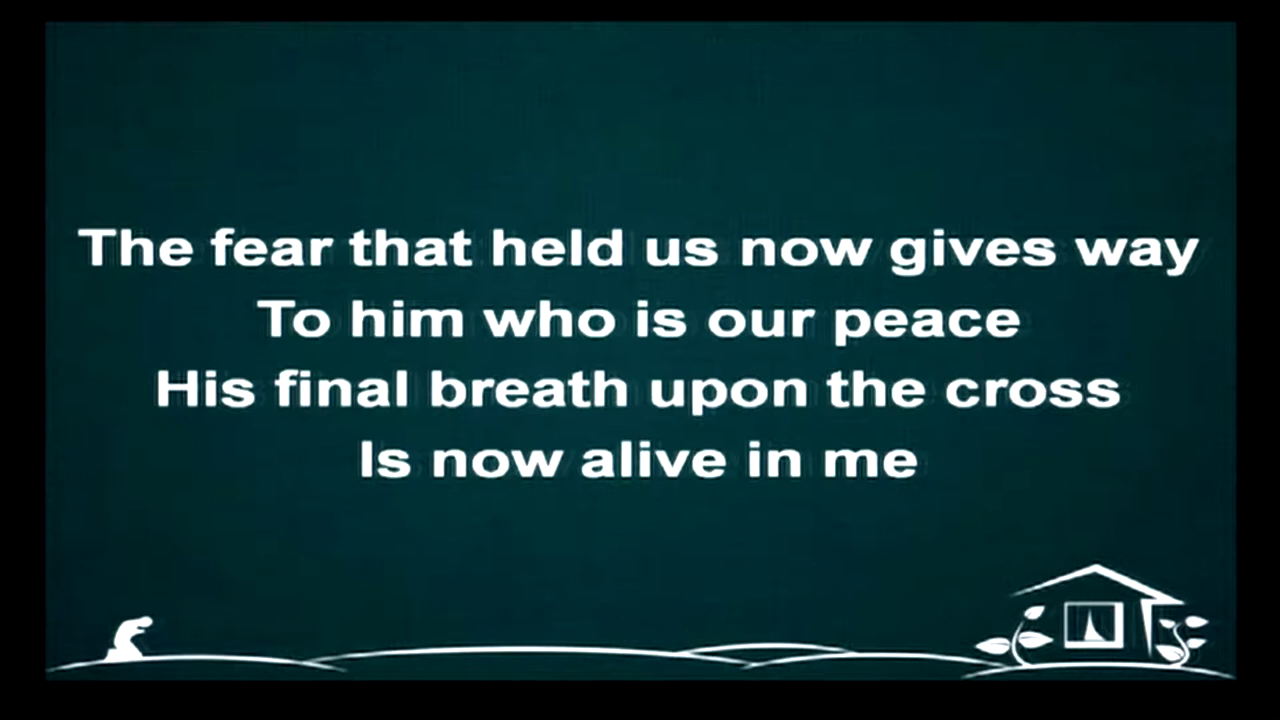 The fear that held us now gives way
To him who is our peace
His final breath upon the cross
Is now alive in me